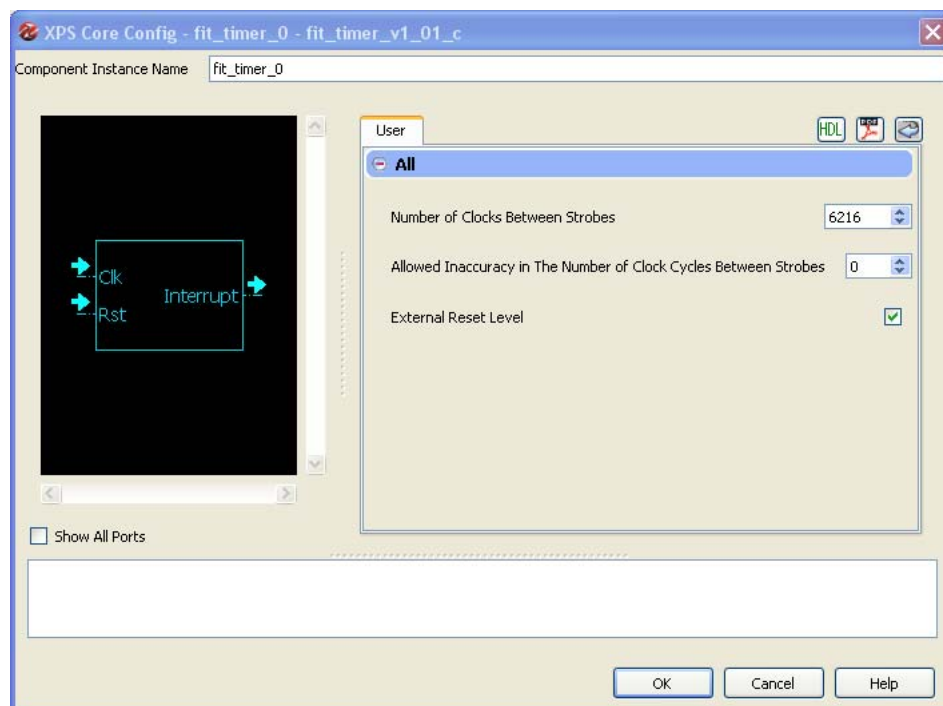 XPS Core Config - fit_timer_0 - fit_timer_v1_01_c
Component Instance Name fit_timer_0
User
HDL
PDF
All
Number of Clocks Between Strobes 6216
Allowed Inaccuracy in The Number of Clock Cycles Between Strobes 0
External Reset Level
Clk
Rst
Interrupt
Show All Ports
OK Cancel Help